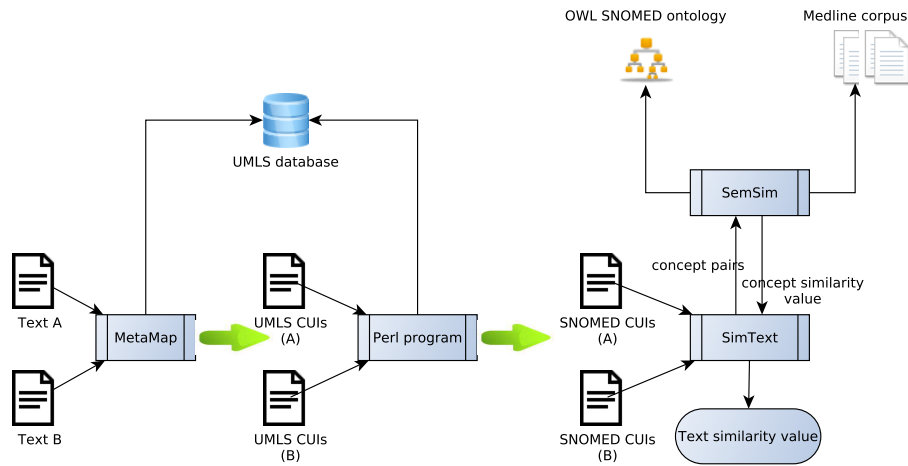 OWL SNOMED ontology
Medline corpus
UMLS database
SemSim
concept pairs
concept similarity
value
Text A
UMLS CUIs
(A)
SNOMED CUIs
(A)
MetaMap
Perl program
SimText
Text B
UMLS CUIs
(B)
SNOMED CUIs
(B)
Text similarity value